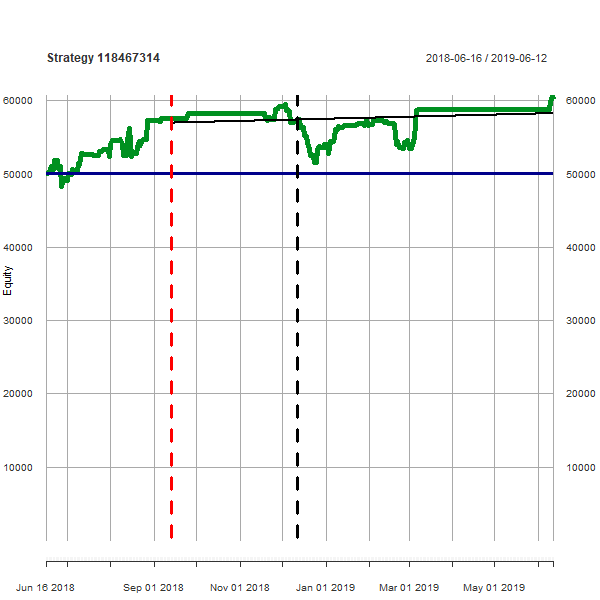 Strategy 118467314
2018-06-16 / 2019-06-12
60000
60000
50000
50000
40000
40000
Equity
30000
30000
20000
20000
10000
10000
Jun 16 2018
Sep 01 2018
Nov 01 2018
Jan 01 2019
Mar 01 2019
May 01 2019